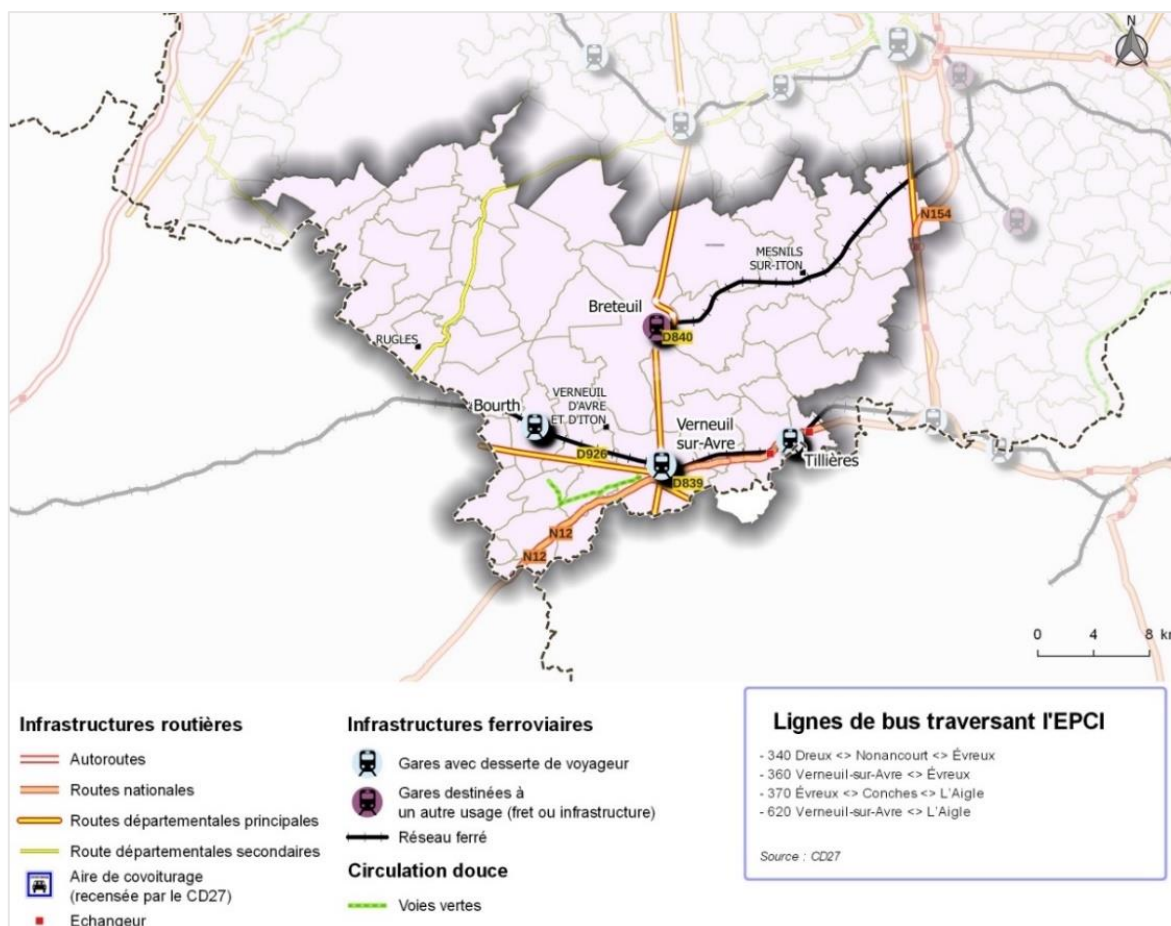 N
N154
MESNILS
SUR-ITON
Breteuil
D840
RUGLES
VERNEUIL
D'AVRE
ET D'ITON
Bourth
Verneuil
sur-Avre
D926
Tillières
D839
N12
N12
0 4 8 km
Infrastructures routières
Autoroutes
Routes nationales
Routes départementales principales
Route départementales secondaires
Aire de covoiturage
(recensée par le CD27)
Echangeur
Infrastructures ferroviaires
Gares avec desserte de voyageur
Gares destinées à
un autre usage (fret ou infrastructure)
Réseau ferré
Circulation douce
Voies vertes
Lignes de bus traversant l'EPCI
- 340 Dreux <> Nonancourt <> Évreux
- 360 Verneuil-sur-Avre <> Évreux
- 370 Évreux <> Conches <> L'Aigle
- 620 Verneuil-sur-Avre <> L'Aigle
Source : CD27